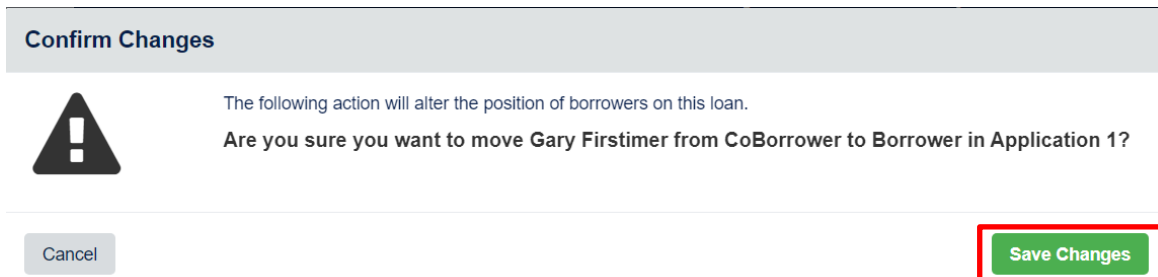 Confirm Changes
The following action will alter the position of borrowers on this loan.
Are you sure you want to move Gary Firstimer from CoBorrower to Borrower in Application 1?
Cancel
Save Changes